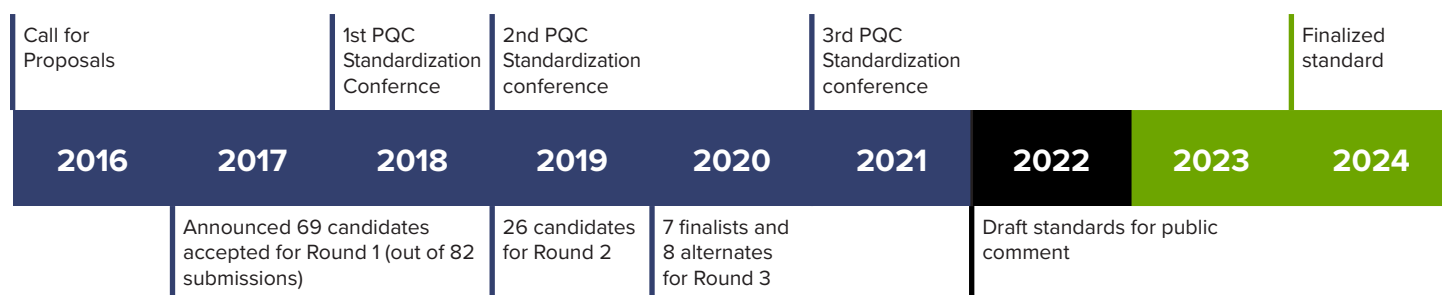 Call for
Proposals
1st PQC
Standardization
Confernce
2nd PQC
Standardization
conference
3rd PQC
Standardization
conference
Finalized
standard
2016
2017
2018
2019
2020
2021
2022
2023
2024
Announced 69 candidates
accepted for Round 1 (out of 82
submissions)
26 candidates
for Round 2
7 finalists and
8 alternates
for Round 3
Draft standards for public
comment